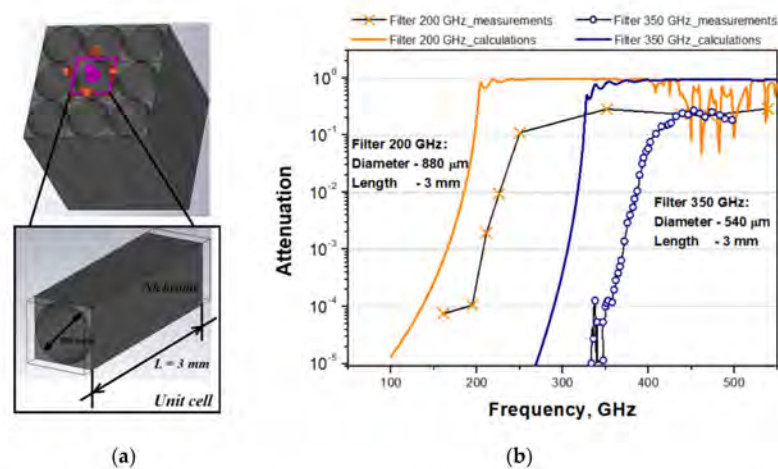 Filter 200 GHz_measurements
Filter 350 GHz_measurements
Filter 200 GHz_calculations
Filter 350 GHz_calculations
10⁰
10⁻¹
10⁻²
10⁻³
10⁻⁴
10⁻⁵
Attenuation
Filter 200 GHz:
Diameter - 880 μm
Length - 3 mm
Filter 350 GHz:
Diameter - 540 μm
Length - 3 mm
100
200
300
400
500
Frequency, GHz
L = 3 mm
Unit cell
(a)
(b)